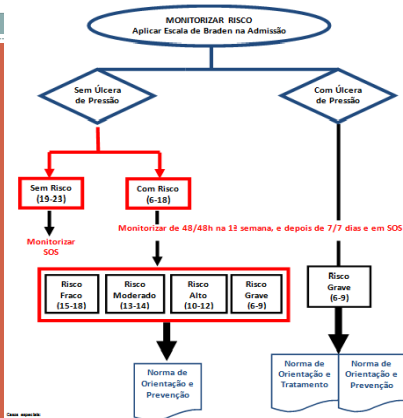 MONITORIZAR RISCO
Aplicar Escala de Braden na Admissão
Sem Úlcera
de Pressão
Com Úlcera
de Pressão
Sem Risco
(19-23)
Com Risco
(6-18)
Monitorizar
SOS
Monitorizar de 48/48h na 1ª semana, e depois de 7/7 dias e em SOS
Risco
Fraco
(15-18)
Risco
Moderado
(13-14)
Risco
Alto
(10-12)
Risco
Grave
(6-9)
Risco
Grave
(6-9)
Norma de
Orientação e
Prevenção
Norma de
Orientação e
Tratamento
Norma de
Orientação e
Prevenção
Casos especiais: